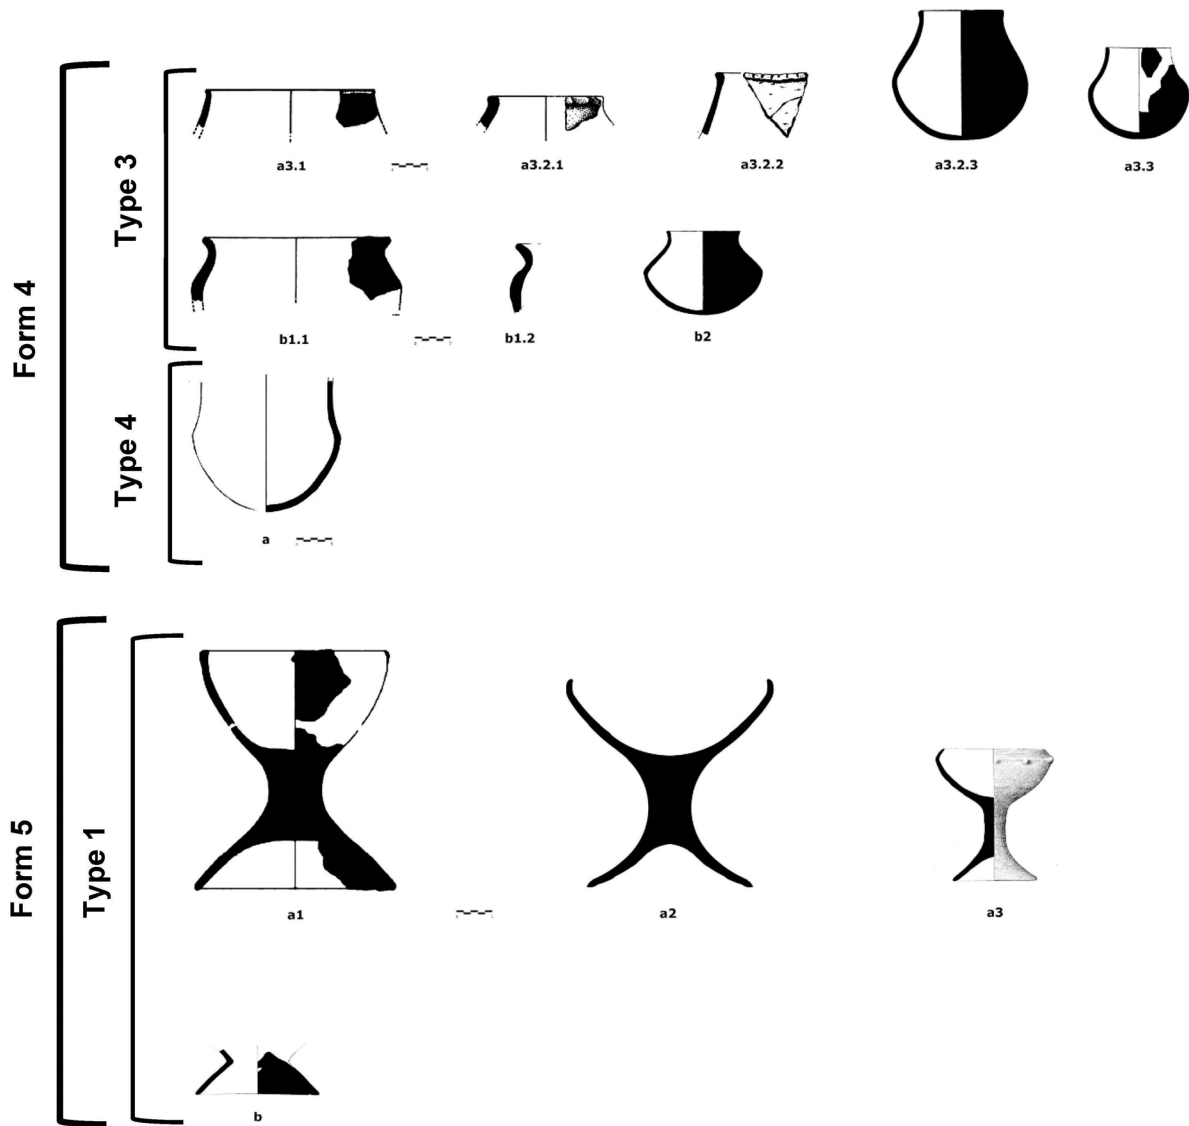 Form 4
Type 3
a3.1
a3.2.1
a3.2.2
a3.2.3
a3.3
b1.1
b1.2
b2
Type 4
a
Form 5
Type 1
a1
a2
a3
b